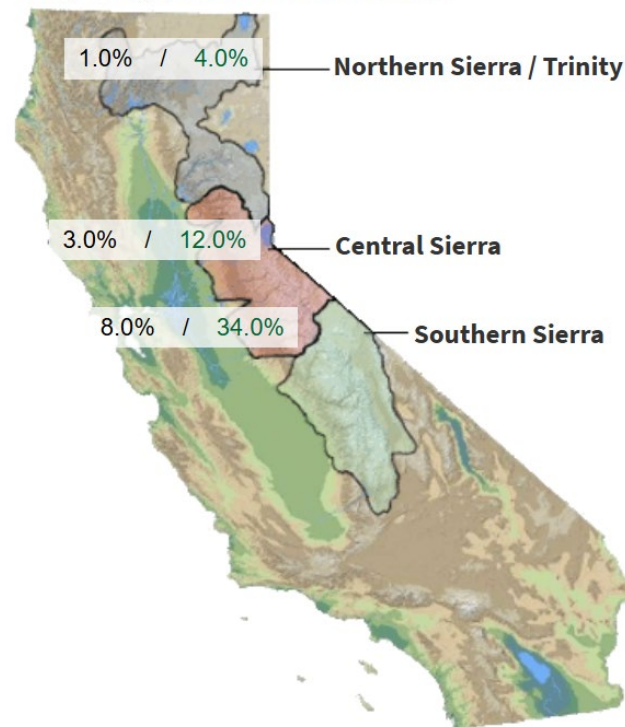 1.0% / 4.0%
Northern Sierra / Trinity
3.0% / 12.0%
Central Sierra
8.0% / 34.0%
Southern Sierra